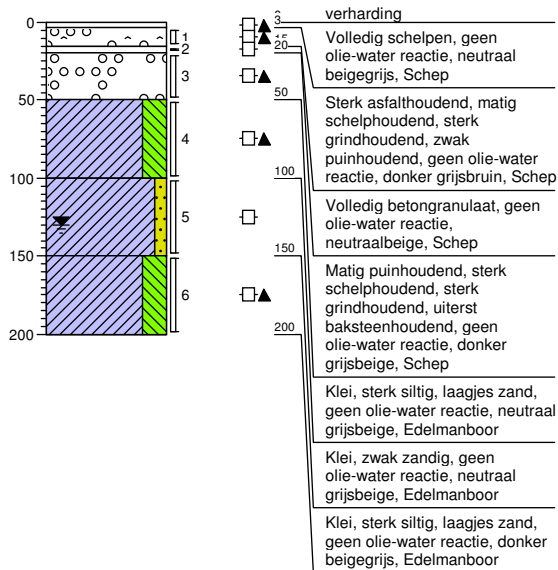 0
50
100
150
200
1
2
3
4
5
6
3
15
20
50
100
150
200
verharding
Volledig schelpen, geen
olie-water reactie, neutraal
beigegrijs, Schep
Sterk asfalthoudend, matig
schelphoudend, sterk
grindhoudend, zwak
puinhoudend, geen olie-water
reactie, donker grijsbruin, Schep
Volledig betongranulaat, geen
olie-water reactie,
neutraalbeige, Schep
Matig puinhoudend, sterk
schelphoudend, sterk
grindhoudend, uiterst
baksteenhoudend, geen
olie-water reactie, donker
grijsbeige, Schep
Klei, sterk siltig, laagjes zand,
geen olie-water reactie, neutraal
grijsbeige, Edelmanboor
Klei, zwak zandig, geen
olie-water reactie, neutraal
grijsbeige, Edelmanboor
Klei, sterk siltig, laagjes zand,
geen olie-water reactie, donker
beigegrijs, Edelmanboor